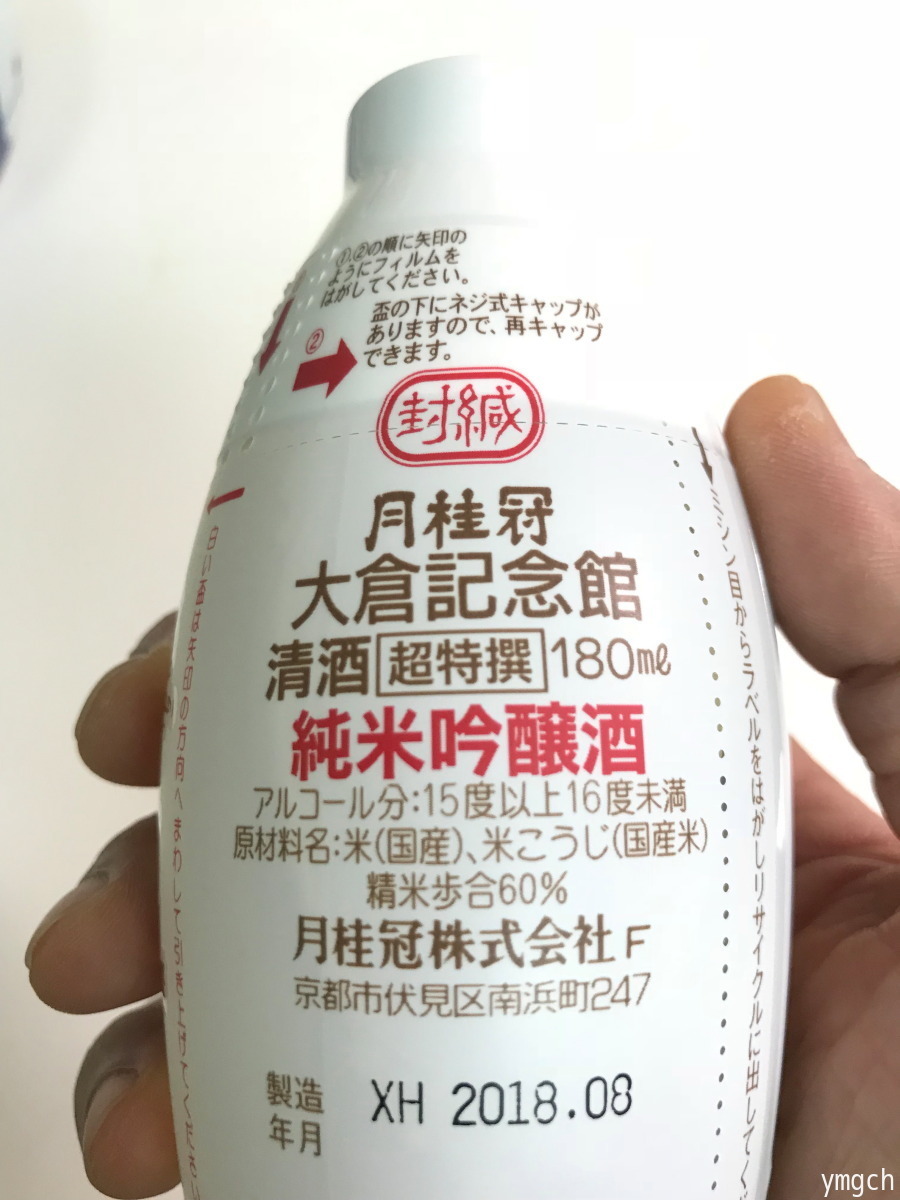 ①,②の順に矢印の
ようにフィルムを
はがしてください。
盃の下にネジ式キャップが
ありますので、再キャップ
できます。
②
封緘
月桂冠
大倉記念館
清酒 超特撰 180ml
純米吟醸酒
アルコール分:15度以上16度未満
原材料名:米(国産)、米こうじ(国産米)
精米歩合60%
月桂冠株式会社 F
京都市伏見区南浜町247
製造
年月
XH 2018.08
白い盃は矢印の方向へまわして引き上げてください
ミシン目からラベルをはがしリサイクルに出してく
ymgch